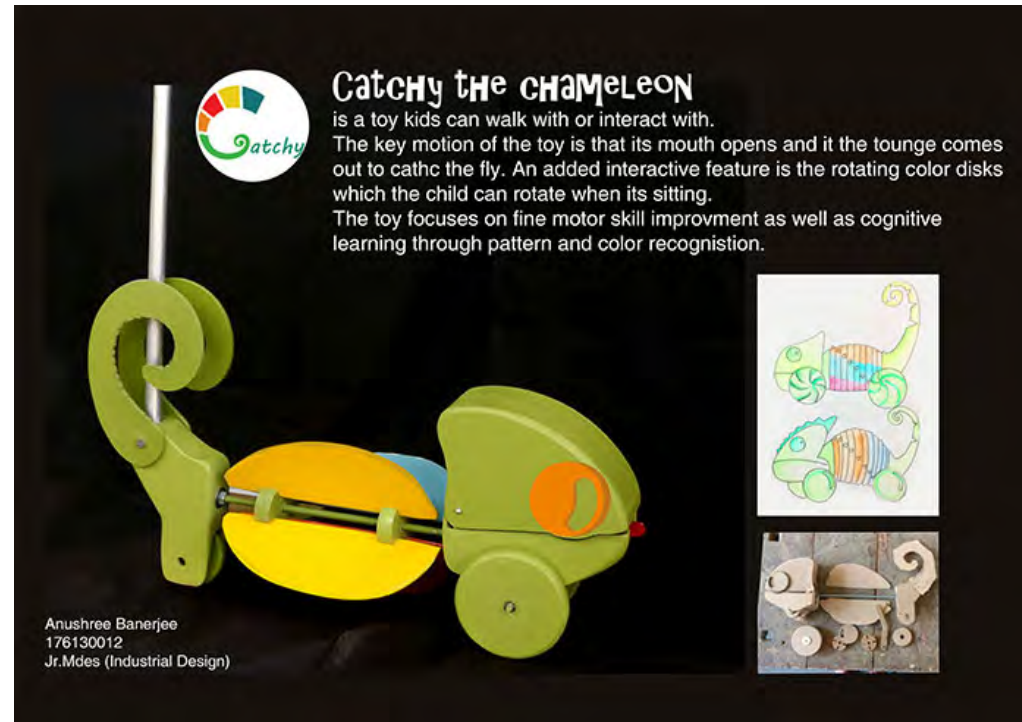 Catchy
Catchy the chameleon
is a toy kids can walk with or interact with.
The key motion of the toy is that its mouth opens and it the tounge comes
out to cathc the fly. An added interactive feature is the rotating color disks
which the child can rotate when its sitting.
The toy focuses on fine motor skill improvment as well as cognitive
learning through pattern and color recognistion.
Anushree Banerjee
176130012
Jr.Mdes (Industrial Design)